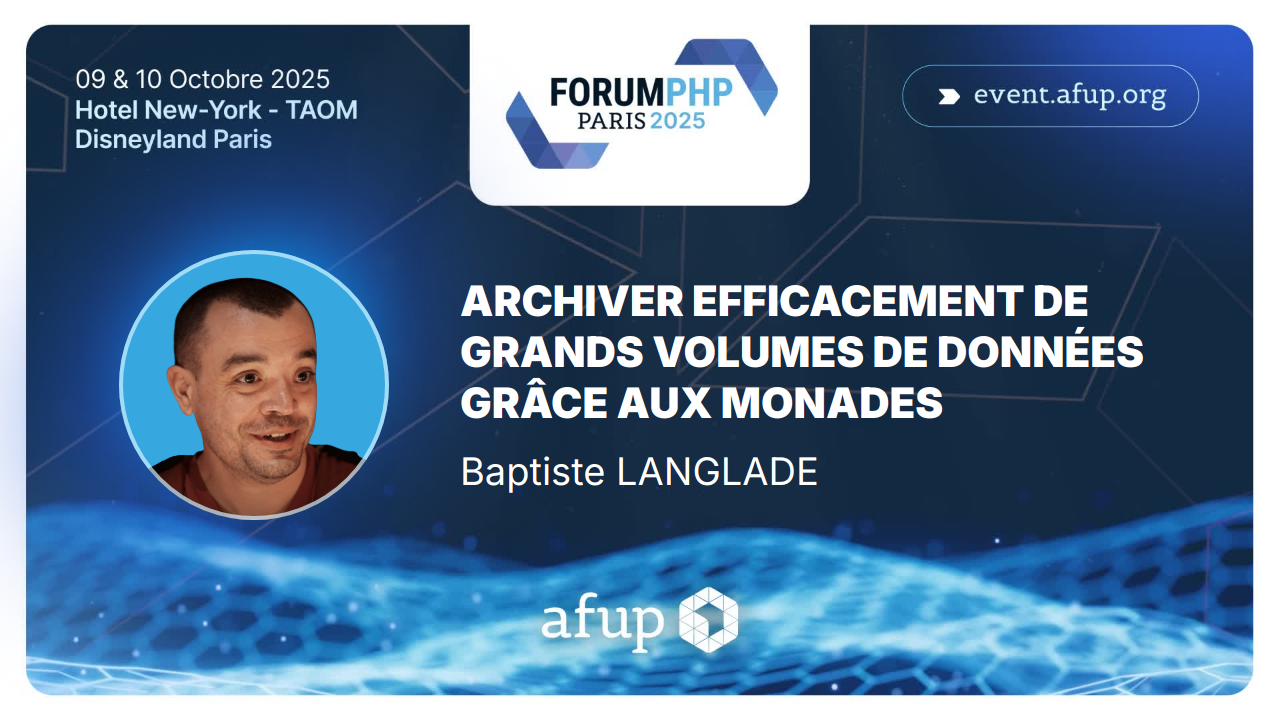 09 & 10 Octobre 2025
Hotel New-York - TAOM
Disneyland Paris
FORUMPHP
PARIS 2025
event.afup.org
ARCHIVER EFFICACEMENT DE
GRANDS VOLUMES DE DONNÉES
GRÂCE AUX MONADES
Baptiste LANGLADE
afup